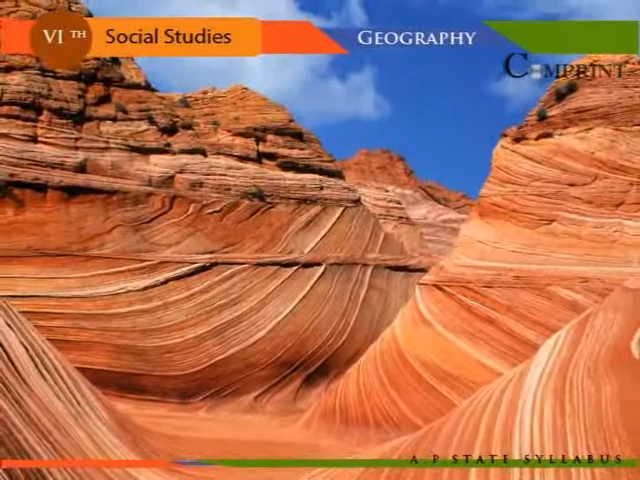 VI TH
Social Studies
GEOGRAPHY
COMPRINT
A.P STATE SYLLABUS